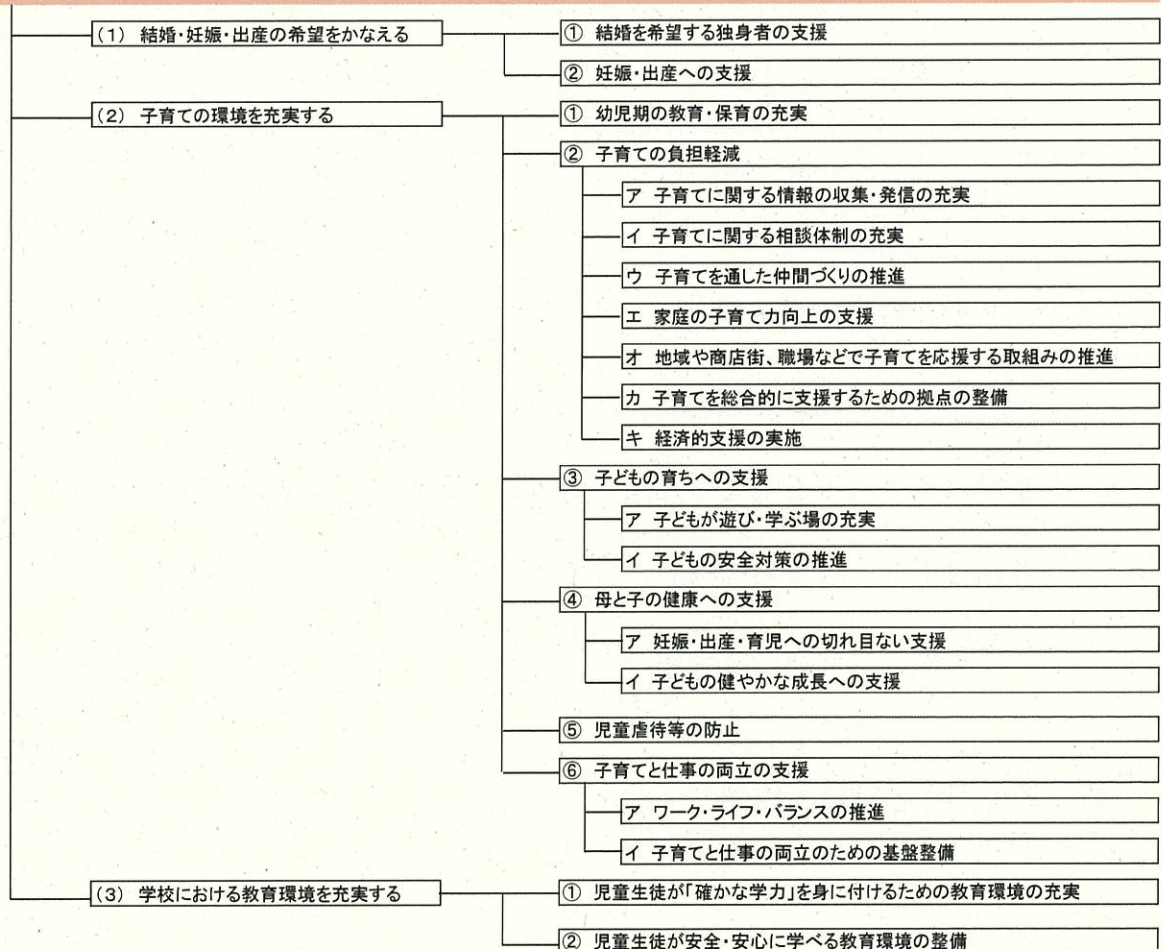 (1) 結婚・妊娠・出産の希望をかなえる
① 結婚を希望する独身者の支援
② 妊娠・出産への支援
(2) 子育ての環境を充実する
① 幼児期の教育・保育の充実
② 子育ての負担軽減
ア 子育てに関する情報の収集・発信の充実
イ 子育てに関する相談体制の充実
ウ 子育てを通した仲間づくりの推進
エ 家庭の子育て力向上の支援
オ 地域や商店街、職場などで子育てを応援する取組みの推進
カ 子育てを総合的に支援するための拠点の整備
キ 経済的支援の実施
③ 子どもの育ちへの支援
ア 子どもが遊び・学ぶ場の充実
イ 子どもの安全対策の推進
④ 母と子の健康への支援
ア 妊娠・出産・育児への切れ目ない支援
イ 子どもの健やかな成長への支援
⑤ 児童虐待等の防止
⑥ 子育てと仕事の両立の支援
ア ワーク・ライフ・バランスの推進
イ 子育てと仕事の両立のための基盤整備
(3) 学校における教育環境を充実する
① 児童生徒が「確かな学力」を身に付けるための教育環境の充実
② 児童生徒が安全・安心に学べる教育環境の整備